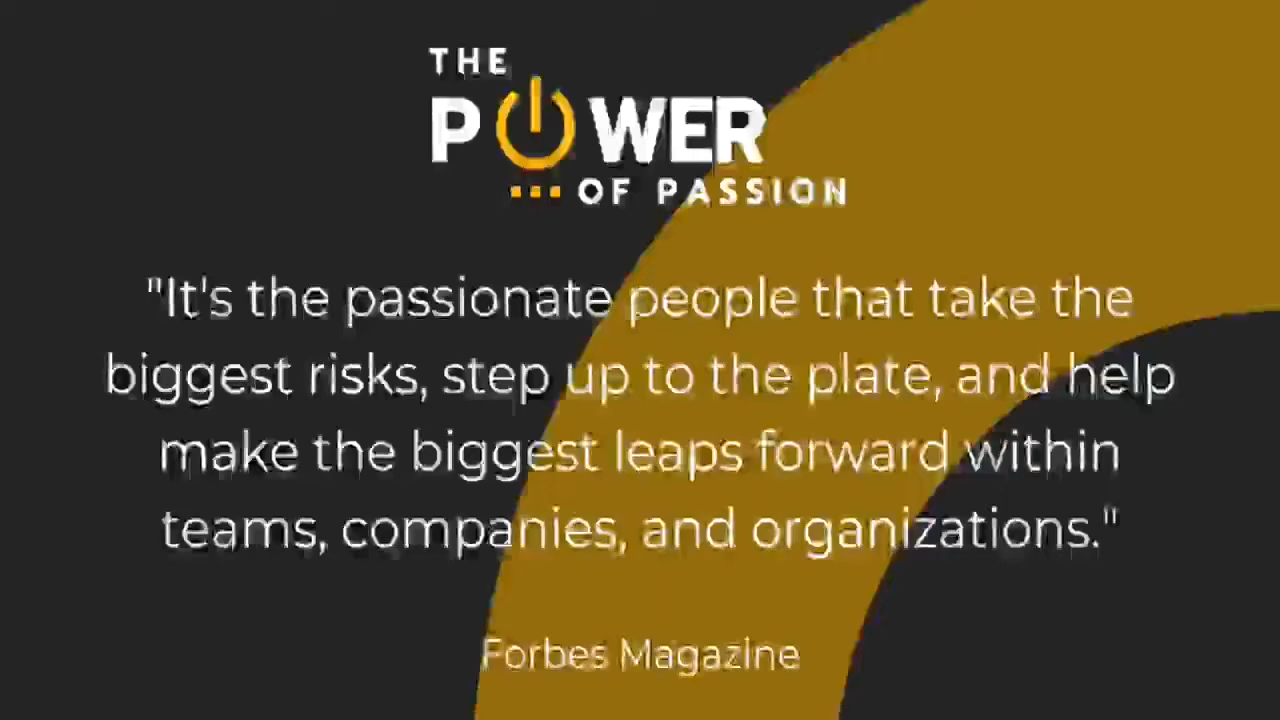 THE
POWER
... OF PASSION
"It's the passionate people that take the
biggest risks, step up to the plate, and help
make the biggest leaps forward within
teams, companies, and organizations."
Forbes Magazine